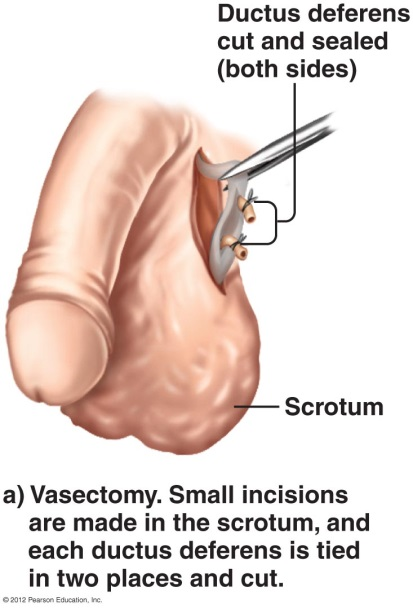 Ductus deferens
cut and sealed
(both sides)
Scrotum
a) Vasectomy. Small incisions
are made in the scrotum, and
each ductus deferens is tied
in two places and cut.
© 2012 Pearson Education, Inc.